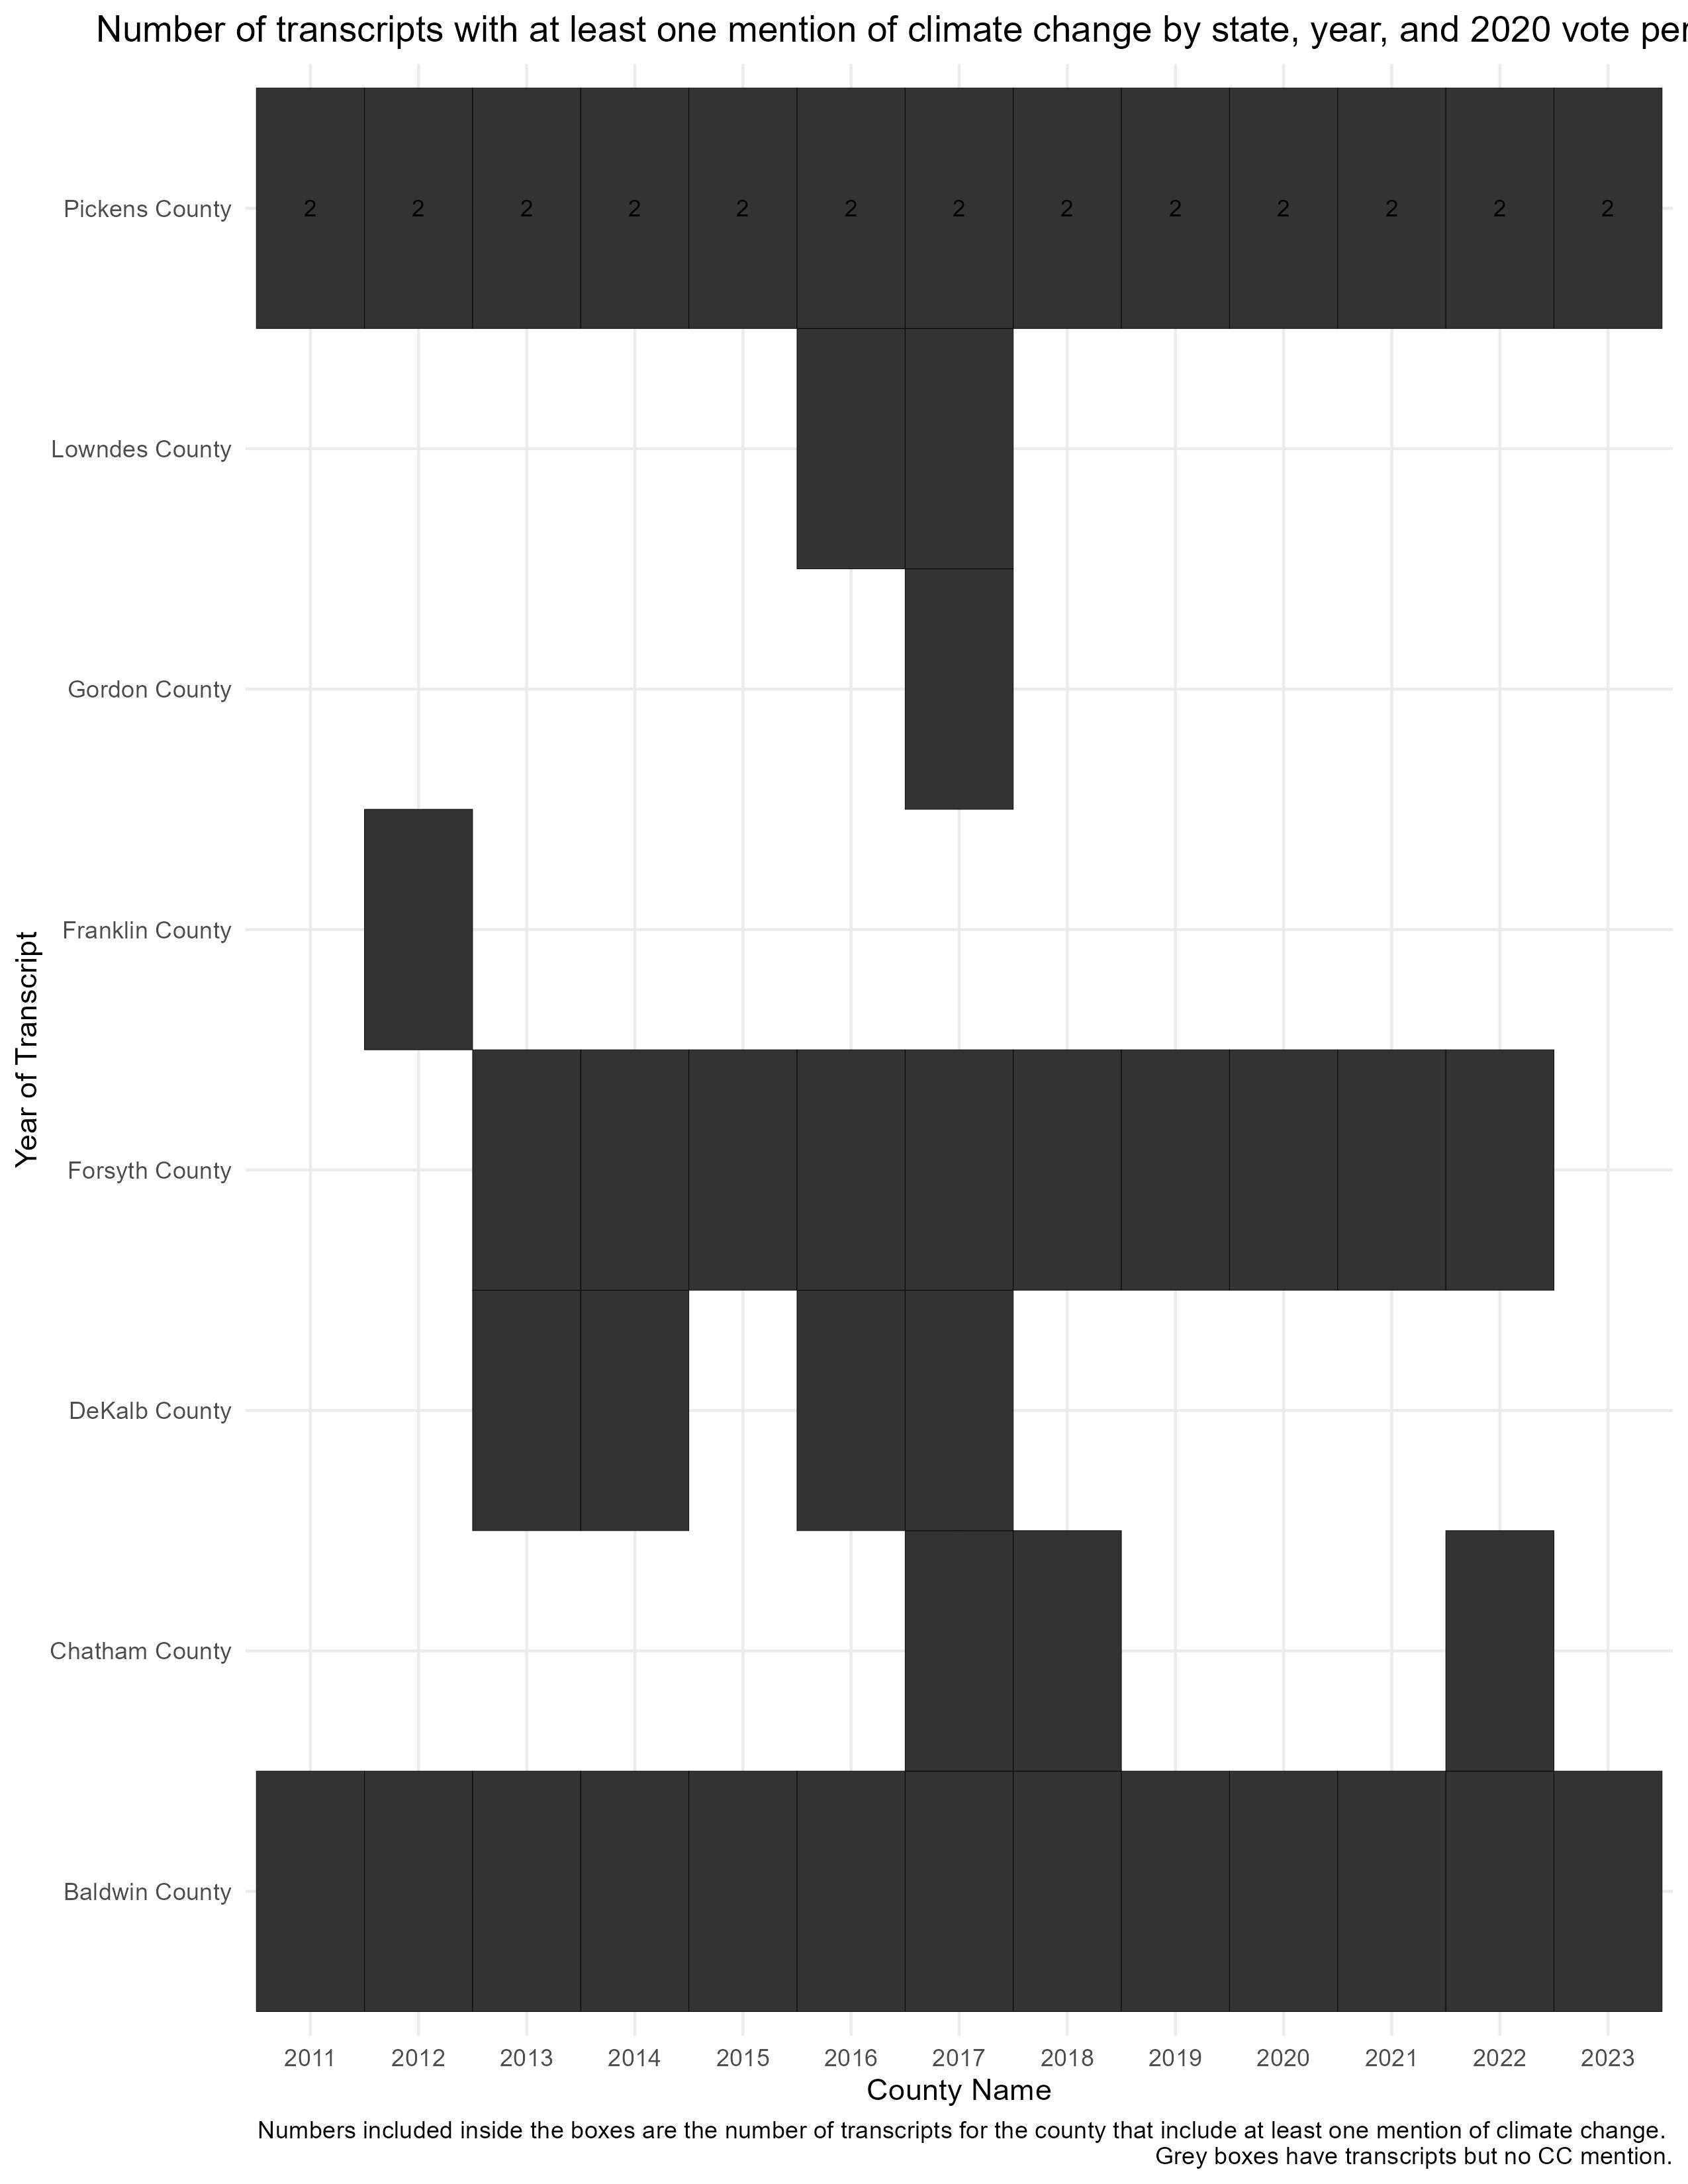 Number of transcripts with at least one mention of climate change by state, year, and 2020 vote per
Pickens County
2 2 2 2 2 2 2 2 2 2 2 2 2
Lowndes County
Gordon County
Franklin County
Forsyth County
DeKalb County
Chatham County
Baldwin County
Year of Transcript
2011 2012 2013 2014 2015 2016 2017 2018 2019 2020 2021 2022 2023
County Name
Numbers included inside the boxes are the number of transcripts for the county that include at least one mention of climate change.
Grey boxes have transcripts but no CC mention.